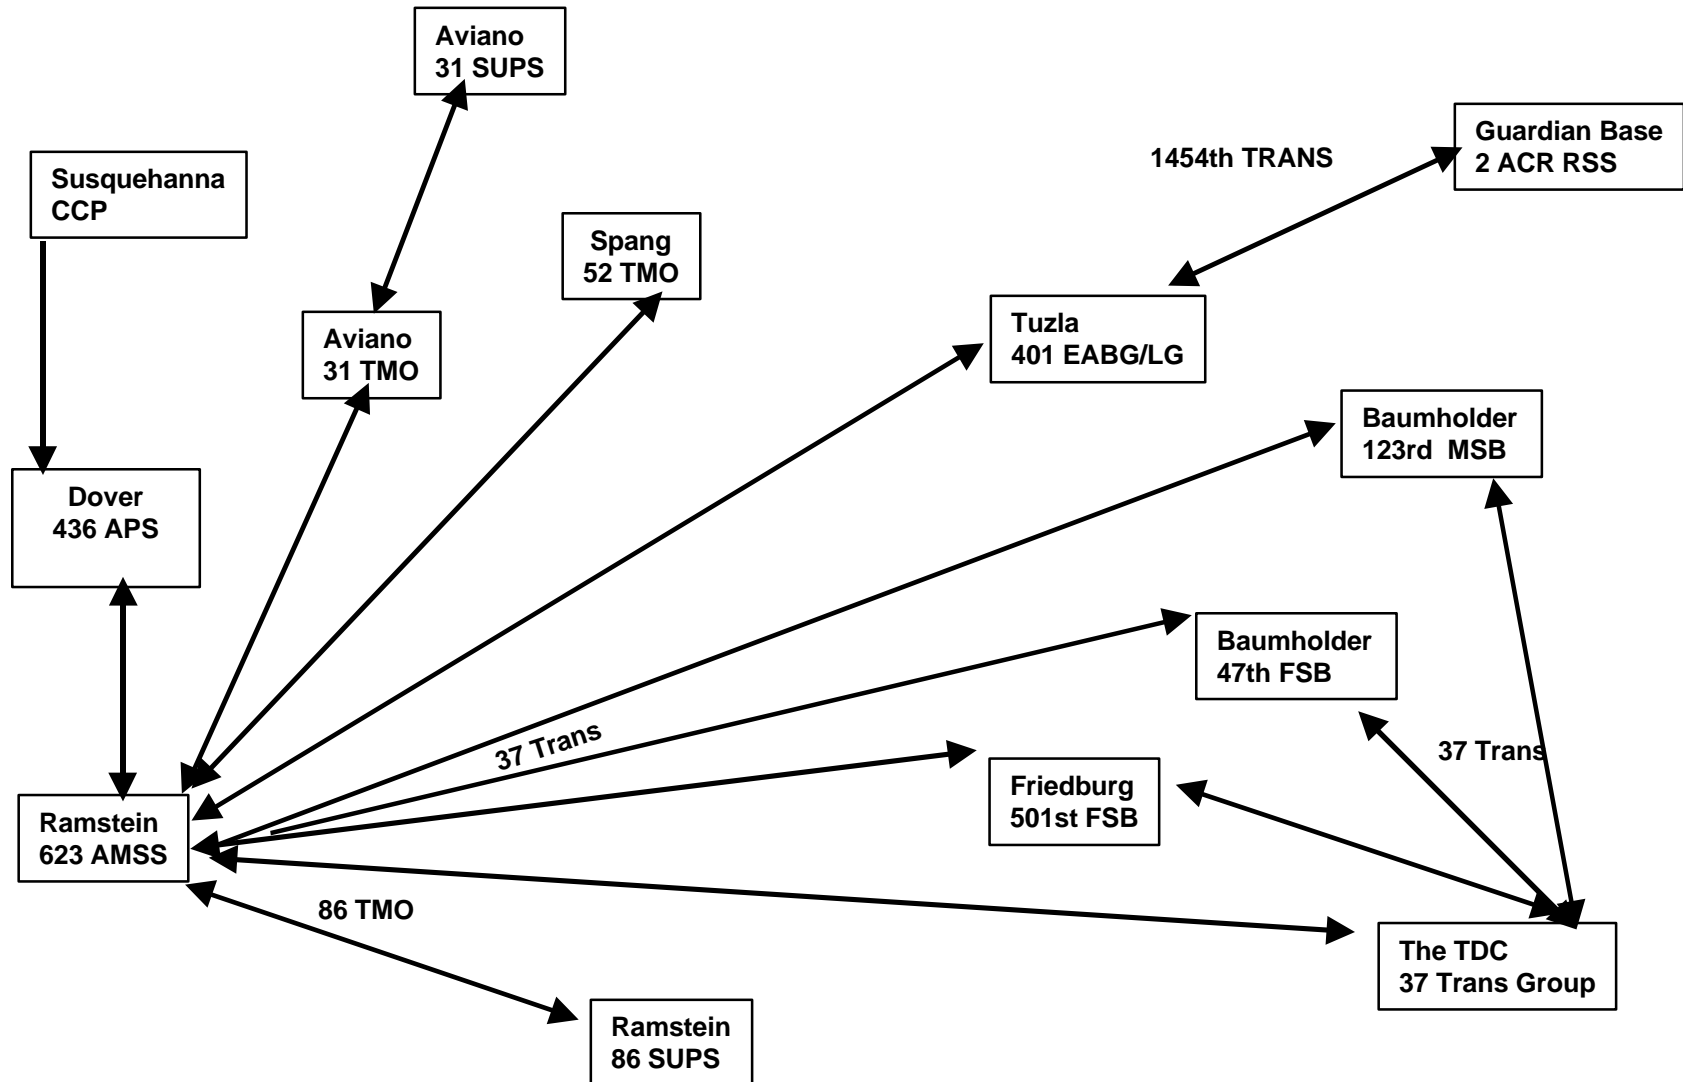 Aviano
31 SUPS
Guardian Base
2 ACR RSS
1454th TRANS
Susquehanna
CCP
Spang
52 TMO
Tuzla
401 EABG/LG
Aviano
31 TMO
Baumholder
123rd  MSB
Dover
436 APS
Baumholder
47th FSB
37 Trans
37 Trans
Friedburg
501st FSB
Ramstein
623 AMSS
86 TMO
The TDC
37 Trans Group
Ramstein
86 SUPS